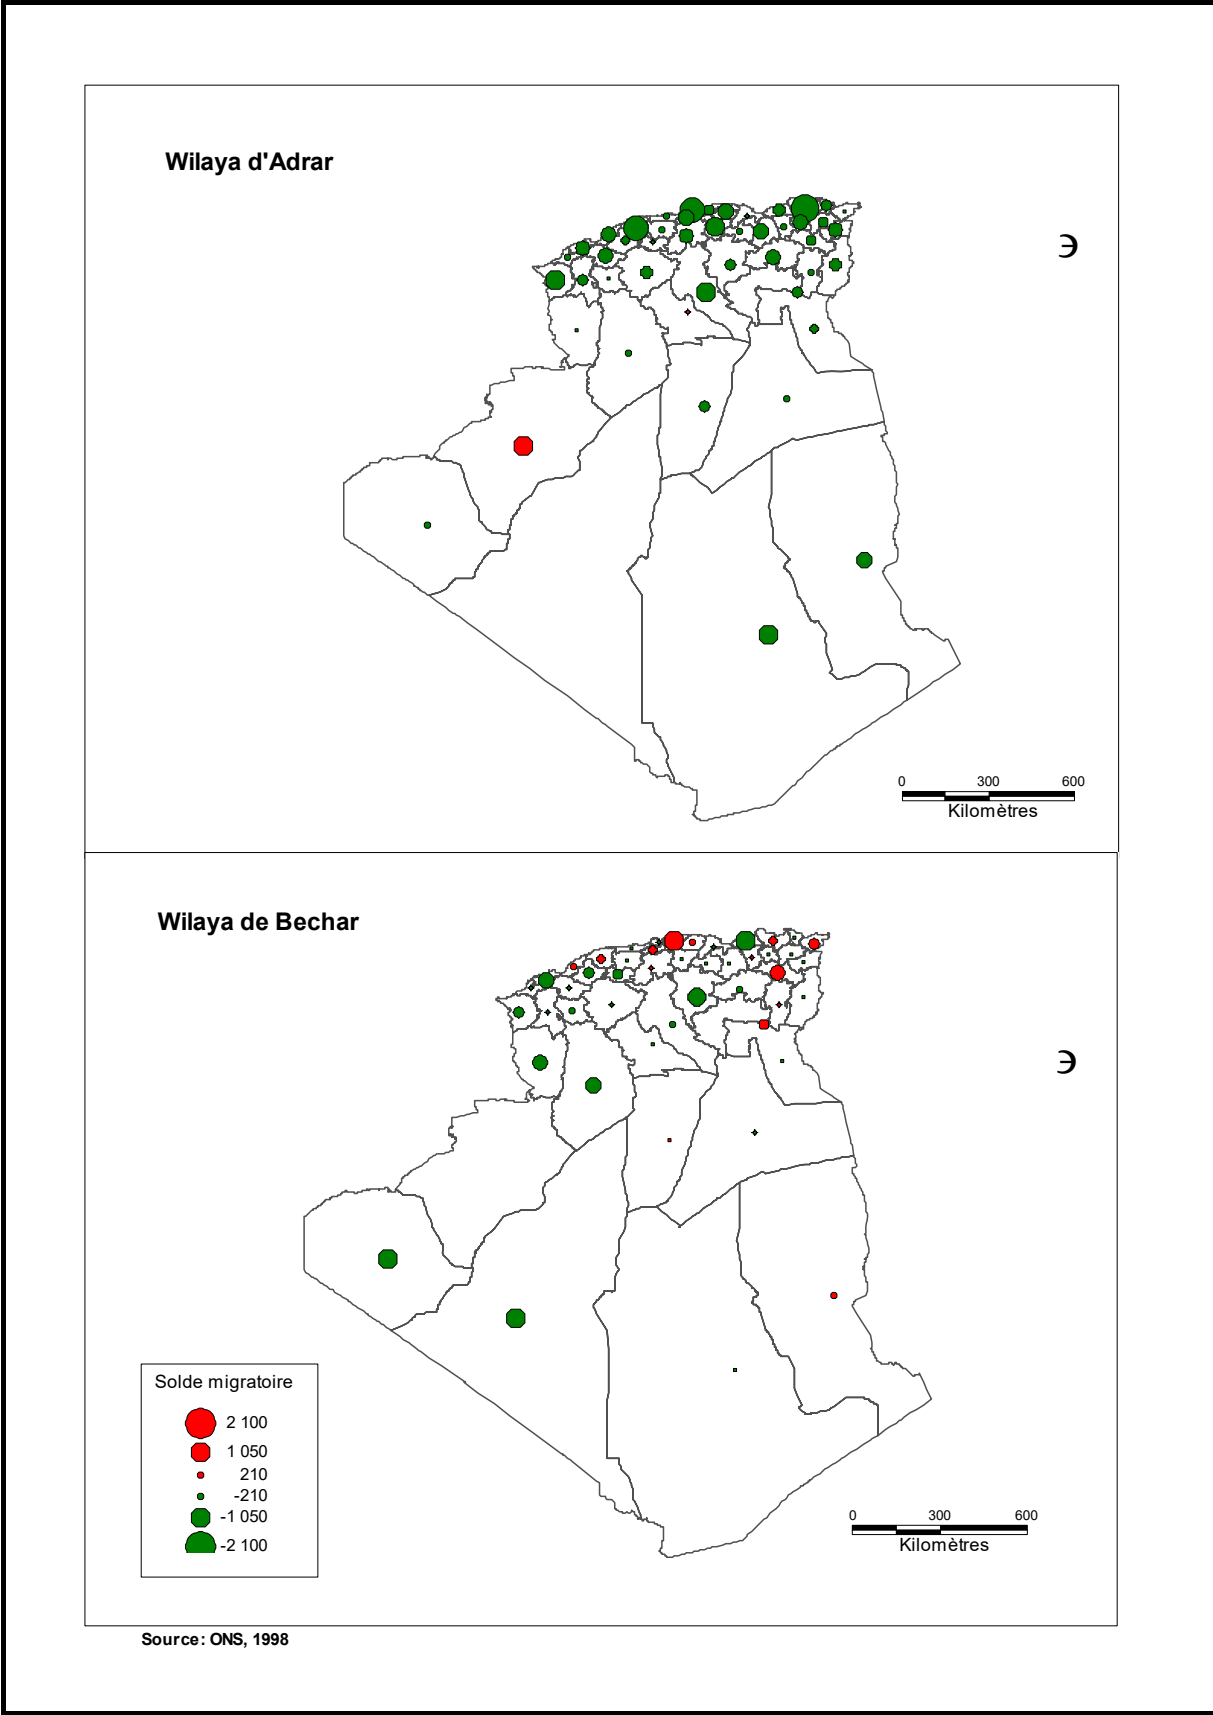 Wilaya d'Adrar
϶
0 300 600
Kilomètres
Wilaya de Bechar
϶
Solde migratoire
2 100
1 050
210
-210
-1 050
-2 100
0 300 600
Kilomètres
Source: ONS, 1998